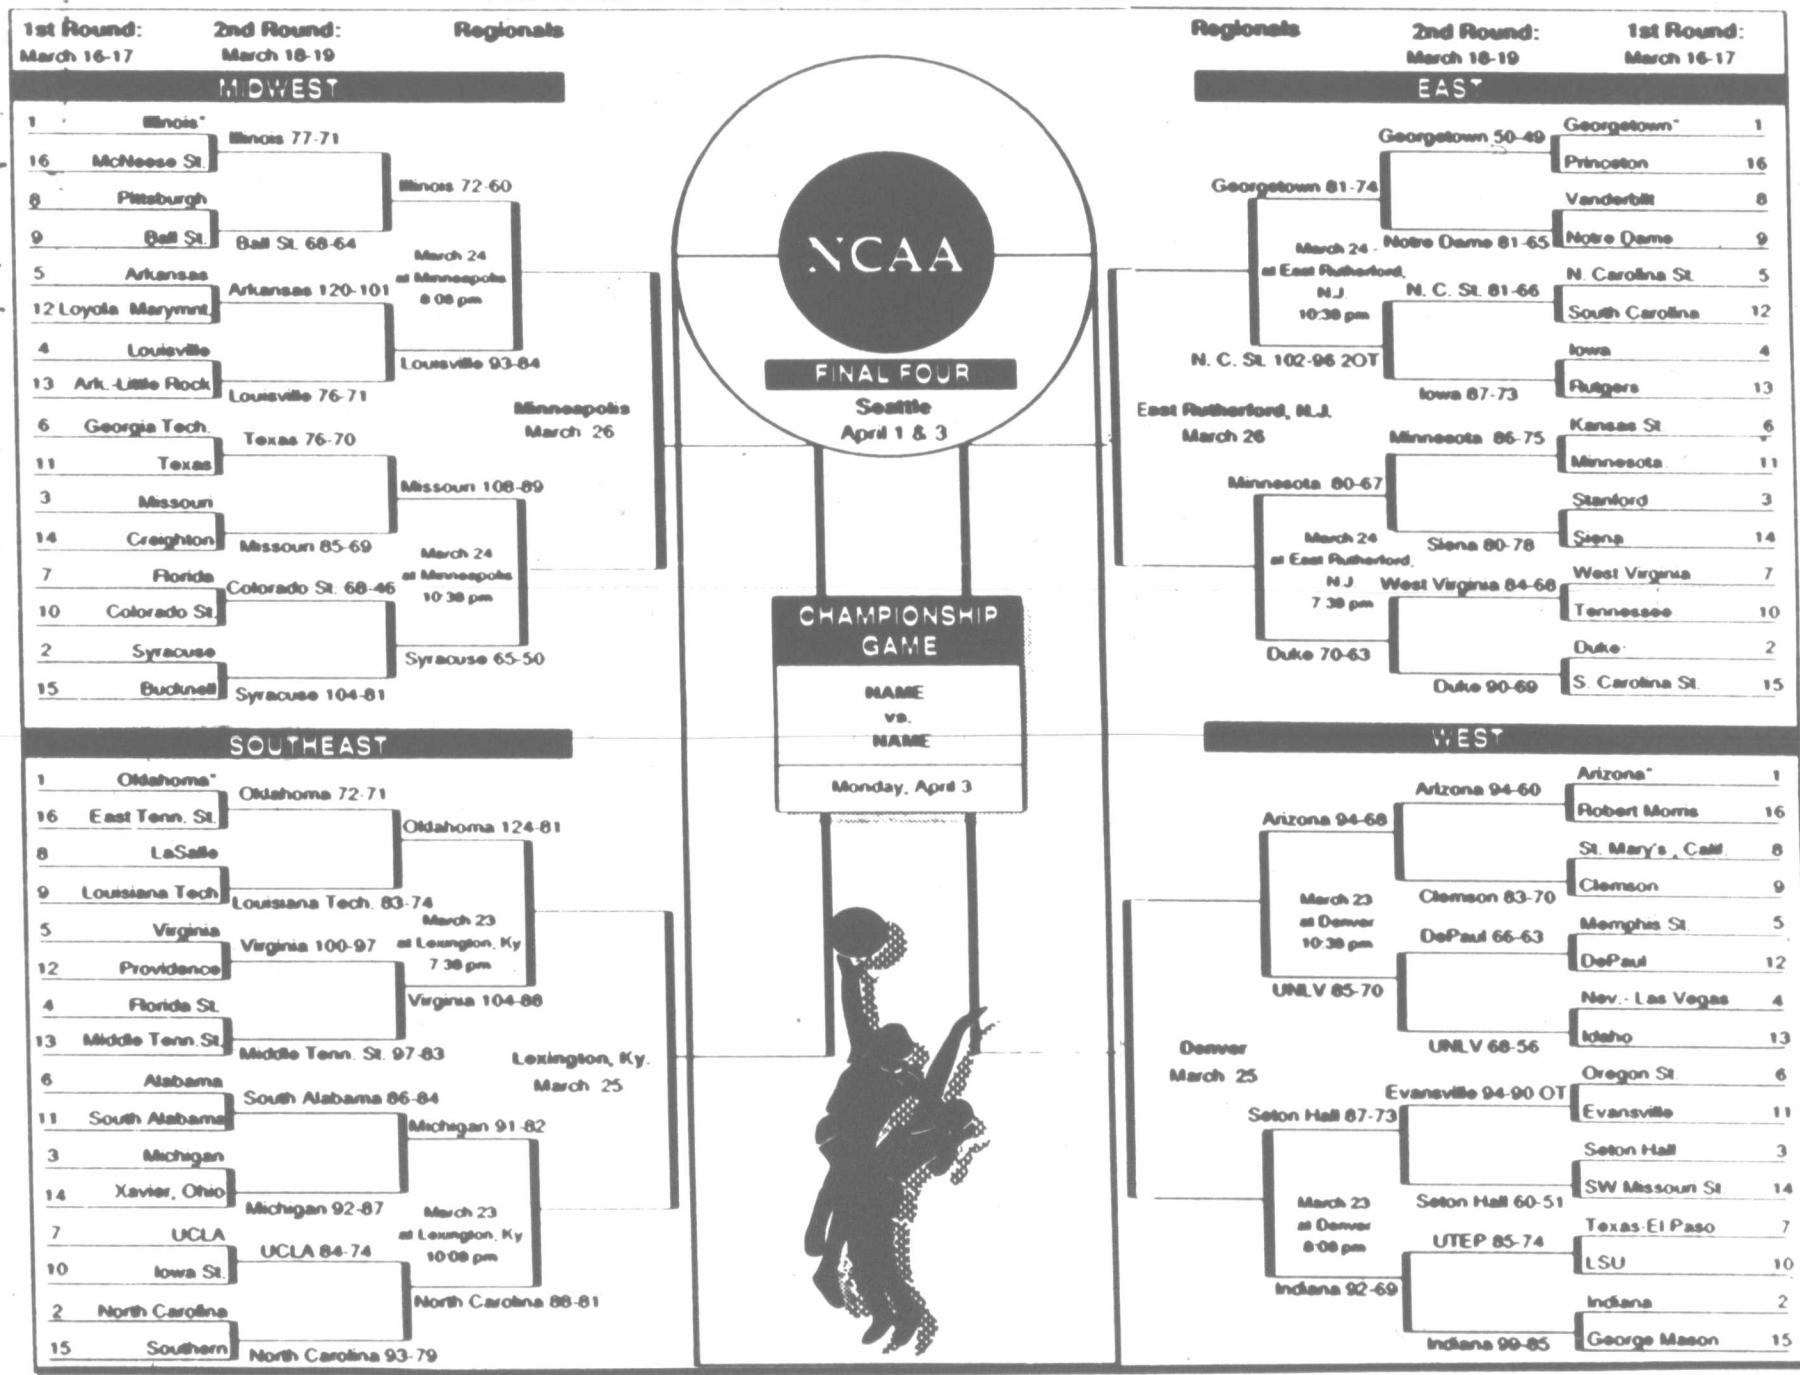 1st Round: 2nd Round: Regionals
March 16-17 March 18-19
MIDWEST
1 Illinois*
Illinois 77-71
16 McNeese St.
Illinois 72-60
8 Pittsburgh
9 Ball St.
Ball St. 68-64
March 24
at Minneapolis
8:08 pm
5 Arkansas
Arkansas 120-101
12 Loyola Marymnt.
4 Louisville
Louisville 93-84
13 Ark.-Little Rock
Louisville 76-71
Minneapolis
March 26
6 Georgia Tech.
Texas 76-70
11 Texas
Missouri 108-89
3 Missouri
14 Creighton
Missouri 85-69
March 24
at Minneapolis
10:38 pm
7 Florida
Colorado St. 68-46
10 Colorado St.
2 Syracuse
Syracuse 65-50
15 Bucknell
Syracuse 104-81
SOUTHEAST
1 Oklahoma*
Oklahoma 72-71
16 East Tenn. St.
Oklahoma 124-81
8 LaSalle
9 Louisiana Tech
Louisiana Tech. 83-74
March 23
at Lexington, Ky
7:38 pm
5 Virginia
Virginia 100-97
12 Providence
4 Florida St.
Virginia 104-88
13 Middle Tenn. St.
Middle Tenn. St. 97-83
Lexington, Ky.
March 25
6 Alabama
South Alabama 86-84
11 South Alabama
Michigan 91-82
3 Michigan
14 Xavier, Ohio
Michigan 92-87
March 23
at Lexington, Ky
10:08 pm
7 UCLA
UCLA 84-74
10 Iowa St.
2 North Carolina
North Carolina 88-81
15 Southern
North Carolina 93-79
NCAA
FINAL FOUR
Seattle
April 1 & 3
CHAMPIONSHIP
GAME
NAME
vs.
NAME
Monday, April 3
Regionals 2nd Round: 1st Round:
March 18-19 March 16-17
EAST
Georgetown* 1
Georgetown 50-49
Princeton 16
Georgetown 81-74
Vanderbilt 8
Notre Dame 9
Notre Dame 81-65
March 24
at East Rutherford,
N.J.
10:38 pm
N. Carolina St. 5
N. C. St. 81-66
South Carolina 12
Iowa 4
N. C. St. 102-96 2OT
Rutgers 13
Iowa 87-73
East Rutherford, N.J.
March 26
Kansas St 6
Minnesota 86-75
Minnesota 11
Minnesota 80-67
Stanford 3
Siena 14
Siena 80-78
March 24
at East Rutherford,
N.J.
7:38 pm
West Virginia 7
West Virginia 84-68
Tennessee 10
Duke 2
Duke 70-63
S. Carolina St. 15
Duke 90-69
WEST
Arizona* 1
Arizona 94-60
Robert Morris 16
Arizona 94-68
St. Mary's, Calif. 8
Clemson 9
Clemson 83-70
March 23
at Denver
10:38 pm
Memphis St. 5
DePaul 66-63
DePaul 12
Nev.- Las Vegas 4
UNLV 85-70
Idaho 13
UNLV 68-56
Denver
March 25
Oregon St. 6
Evansville 94-90 OT
Evansville 11
Seton Hall 87-73
Seton Hall 3
SW Missouri St 14
Seton Hall 60-51
March 23
at Denver
8:08 pm
Texas-El Paso 7
UTEP 85-74
LSU 10
Indiana 2
Indiana 92-69
George Mason 15
Indiana 99-85